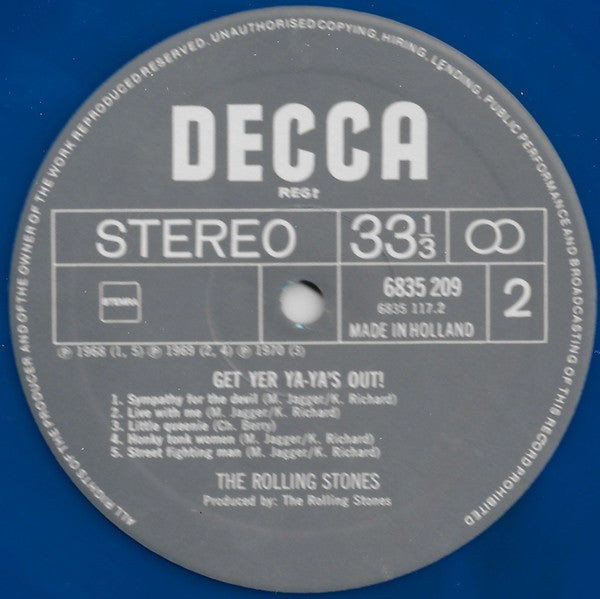 ALL RIGHTS OF THE PRODUCER AND OF THE OWNER OF THE WORK REPRODUCED RESERVED. UNAUTHORISED COPYING, HIRING, LENDING, PUBLIC PERFORMANCE AND BROADCASTING OF THIS RECORD PROHIBITED
DECCA
REGT
STEREO 33 1/3
6835 209
6835 117.2
2
STEMRA
MADE IN HOLLAND
℗ 1968 (1, 5) ℗ 1969 (2, 4) ℗ 1970 (3)
GET YER YA-YA'S OUT!
1. Sympathy for the devil (M. Jagger/K. Richard)
2. Live with me (M. Jagger/K. Richard)
3. Little queenie (Ch. Berry)
4. Honky tonk women (M. Jagger/K. Richard)
5. Street fighting man (M. Jagger/K. Richard)
THE ROLLING STONES
Produced by: The Rolling Stones